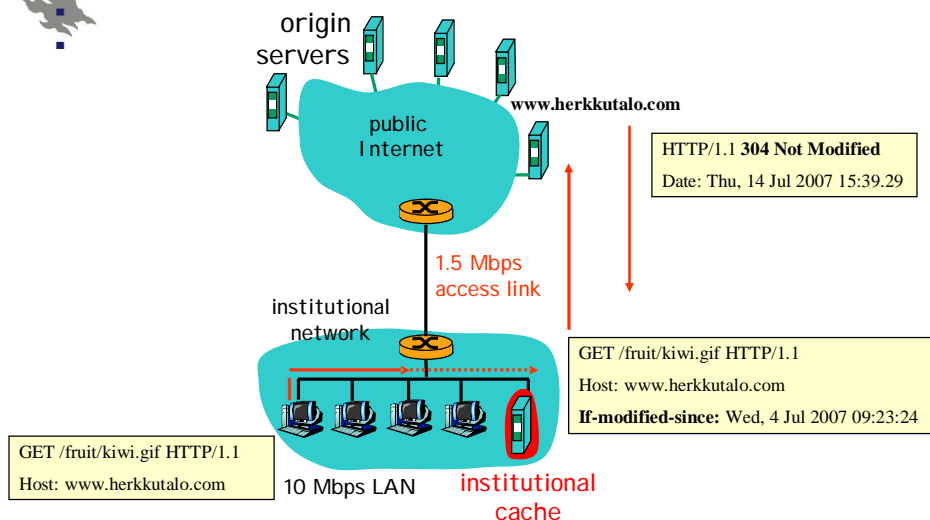 origin
servers
www.herkkutalo.com
public
Internet
HTTP/1.1 304 Not Modified
Date: Thu, 14 Jul 2007 15:39.29
1.5 Mbps
access link
institutional
network
GET /fruit/kiwi.gif HTTP/1.1
Host: www.herkkutalo.com
If-modified-since: Wed, 4 Jul 2007 09:23:24
GET /fruit/kiwi.gif HTTP/1.1
Host: www.herkkutalo.com
10 Mbps LAN
institutional
cache